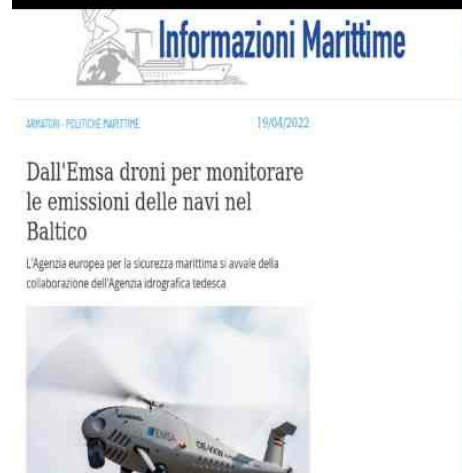 Informazioni Marittime
ARMATORI - POLITICHE MARITTIME
19/04/2022
Dall'Emsa droni per monitorare
le emissioni delle navi nel
Baltico
L'Agenzia europea per la sicurezza marittima si avvale della
collaborazione dell'Agenzia idrografica tedesca
EMSA